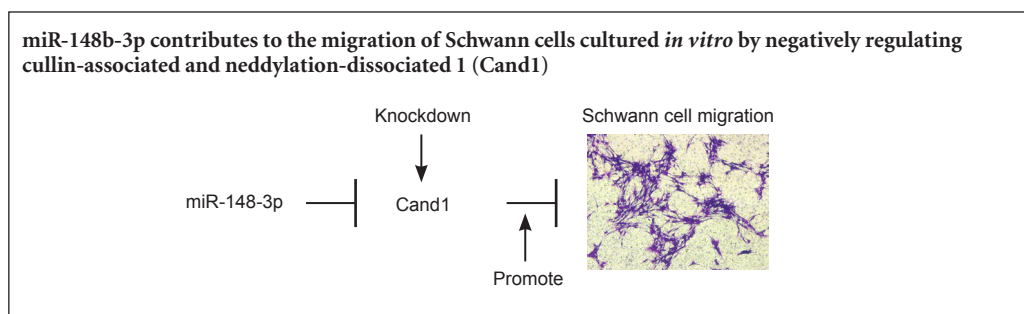 miR-148b-3p contributes to the migration of Schwann cells cultured in vitro by negatively regulating
cullin-associated and neddylation-dissociated 1 (Cand1)
Knockdown
Schwann cell migration
miR-148-3p
Cand1
Promote